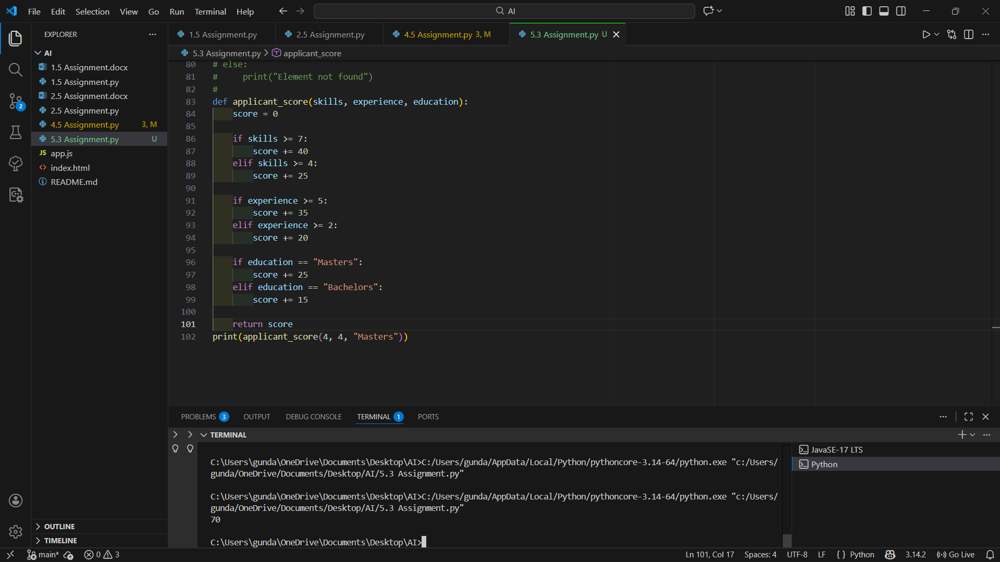 File Edit Selection View Go Run Terminal Help
AI
EXPLORER
AI
1.5 Assignment.docx
1.5 Assignment.py
2.5 Assignment.docx
2.5 Assignment.py
4.5 Assignment.py 3, M
5.3 Assignment.py U
JS app.js
index.html
README.md
OUTLINE
TIMELINE
2
1.5 Assignment.py 2.5 Assignment.py 4.5 Assignment.py 3, M 5.3 Assignment.py U
5.3 Assignment.py applicant_score
80 # else:
81 #     print("Element not found")
82 #
83 def applicant_score(skills, experience, education):
84     score = 0
85
86     if skills >= 7:
87         score += 40
88     elif skills >= 4:
89         score += 25
90
91     if experience >= 5:
92         score += 35
93     elif experience >= 2:
94         score += 20
95
96     if education == "Masters":
97         score += 25
98     elif education == "Bachelors":
99         score += 15
100
101     return score
102 print(applicant_score(4, 4, "Masters"))
PROBLEMS 3 OUTPUT DEBUG CONSOLE TERMINAL 1 PORTS
TERMINAL
C:\Users\gunda\OneDrive\Documents\Desktop\AI>C:/Users/gunda/AppData/Local/Python/pythoncore-3.14-64/python.exe "c:/Users/
gunda/OneDrive/Documents/Desktop/AI/5.3 Assignment.py"
C:\Users\gunda\OneDrive\Documents\Desktop\AI>C:/Users/gunda/AppData/Local/Python/pythoncore-3.14-64/python.exe "c:/Users/
gunda/OneDrive/Documents/Desktop/AI/5.3 Assignment.py"
70
C:\Users\gunda\OneDrive\Documents\Desktop\AI>
JavaSE-17 LTS
Python
main* 0 3 Ln 101, Col 17 Spaces: 4 UTF-8 LF {} Python 3.14.2 Go Live